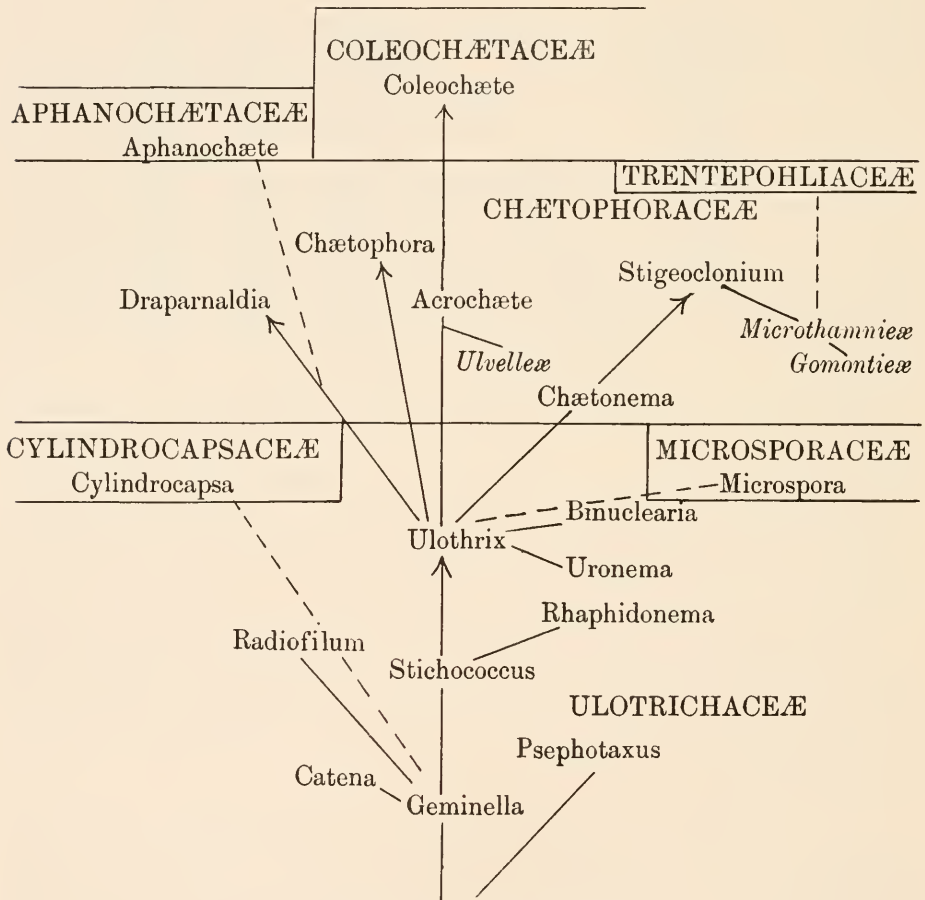 COLEOCHÆTACEÆ
Coleochæte
APHANOCHÆTACEÆ
Aphanochæte
TRENTEPOHLIACEÆ
CHÆTOPHORACEÆ
Chætophora
Stigeoclonium
Draparnaldia
Acrochæte
Microthamnieæ
Ulvelleæ
Gomontieæ
Chætonema
CYLINDROCAPSACEÆ
Cylindrocapsa
MICROSPORACEÆ
Microspora
Binuclearia
Ulothrix
Uronema
Rhaphidonema
Radiofilum
Stichococcus
ULOTRICHACEÆ
Psephotaxus
Catena
Geminella